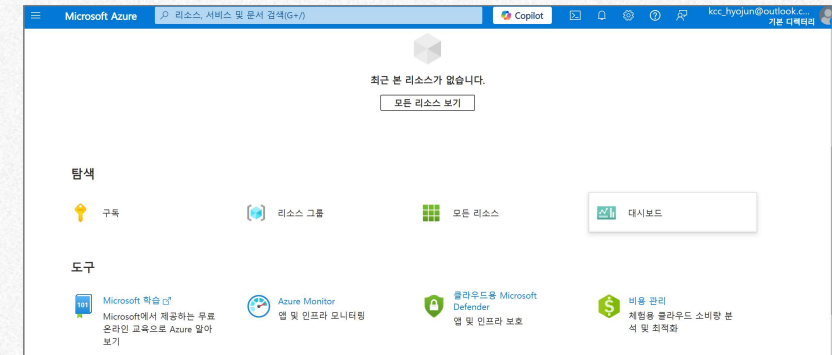 Microsoft Azure
리소스, 서비스 및 문서 검색(G+/)
Copilot
kcc_hyojun@outlook.c...
기본 디렉터리
최근 본 리소스가 없습니다.
모든 리소스 보기
탐색
구독
리소스 그룹
모든 리소스
대시보드
도구
101
Microsoft 학습
Microsoft에서 제공하는 무료
온라인 교육으로 Azure 알아
보기
Azure Monitor
앱 및 인프라 모니터링
클라우드용 Microsoft
Defender
앱 및 인프라 보호
비용 관리
체험용 클라우드 소비량 분
석 및 최적화